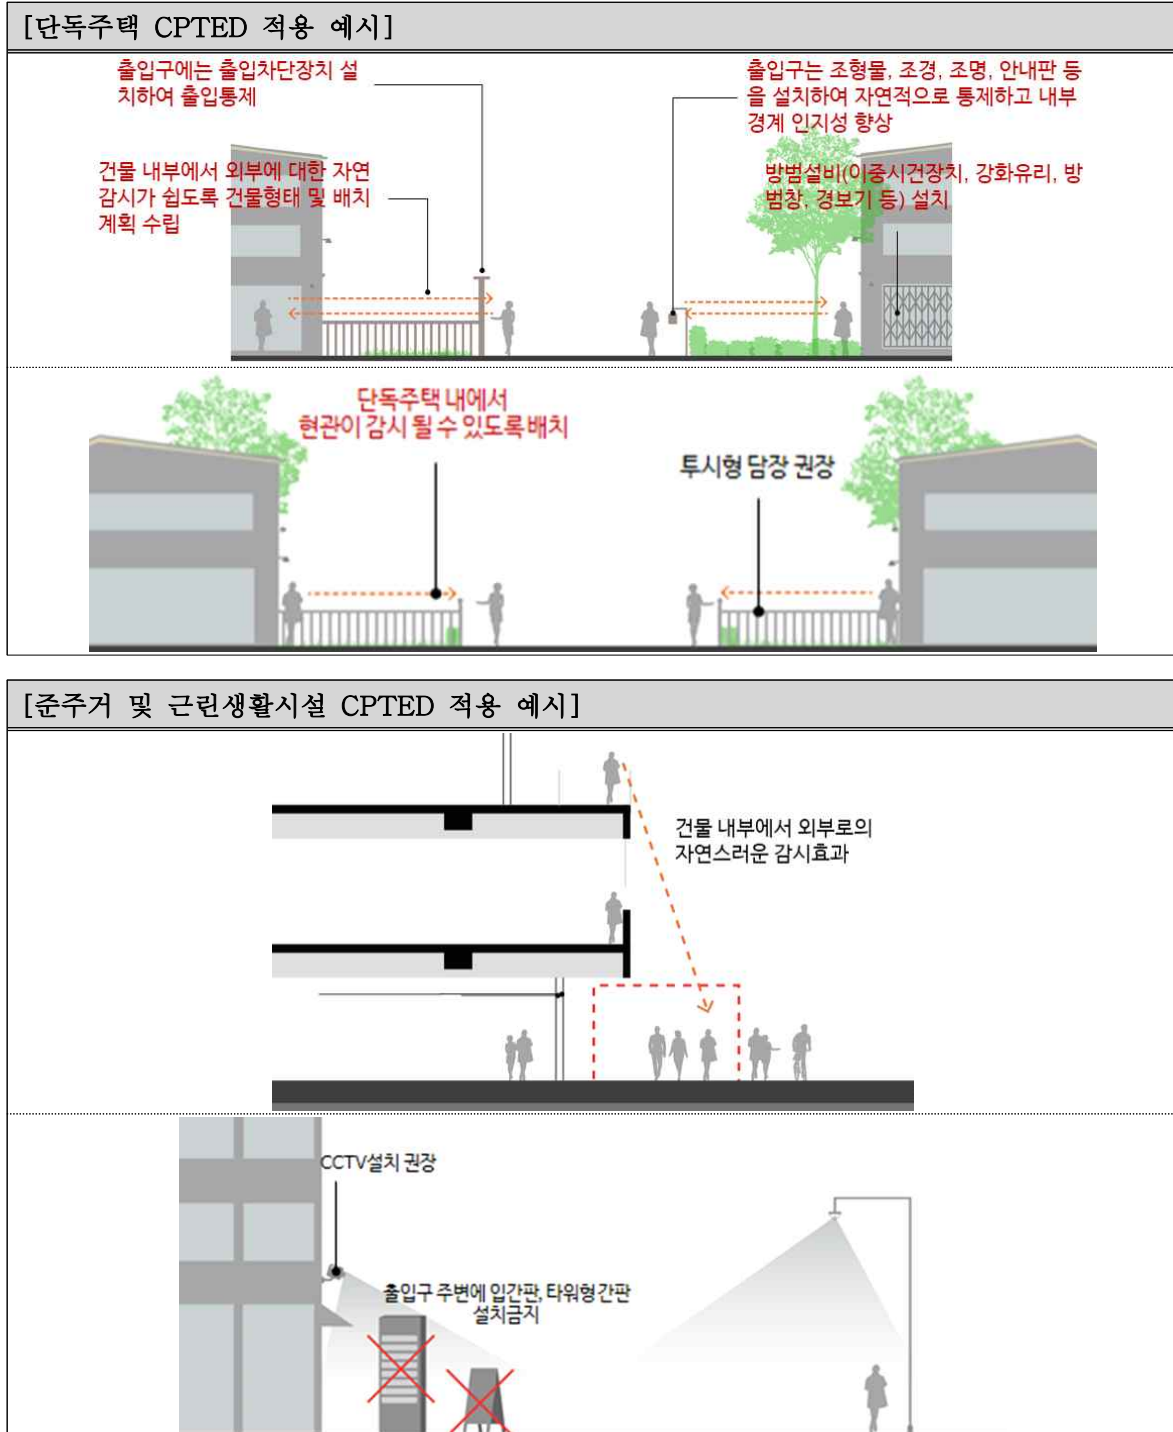 [단독주택 CPTED 적용 예시]
출입구에는 출입차단장치 설
치하여 출입통제
출입구는 조형물, 조경, 조명, 안내판 등
을 설치하여 자연적으로 통제하고 내부
경계 인지성 향상
건물 내부에서 외부에 대한 자연
감시가 쉽도록 건물형태 및 배치
계획 수립
방범설비(이중시건장치, 강화유리, 방
범창, 경보기 등) 설치
단독주택 내에서
현관이 감시 될 수 있도록 배치
투시형 담장 권장
[준주거 및 근린생활시설 CPTED 적용 예시]
건물 내부에서 외부로의
자연스러운 감시효과
CCTV설치 권장
출입구 주변에 입간판, 타워형 간판
설치금지